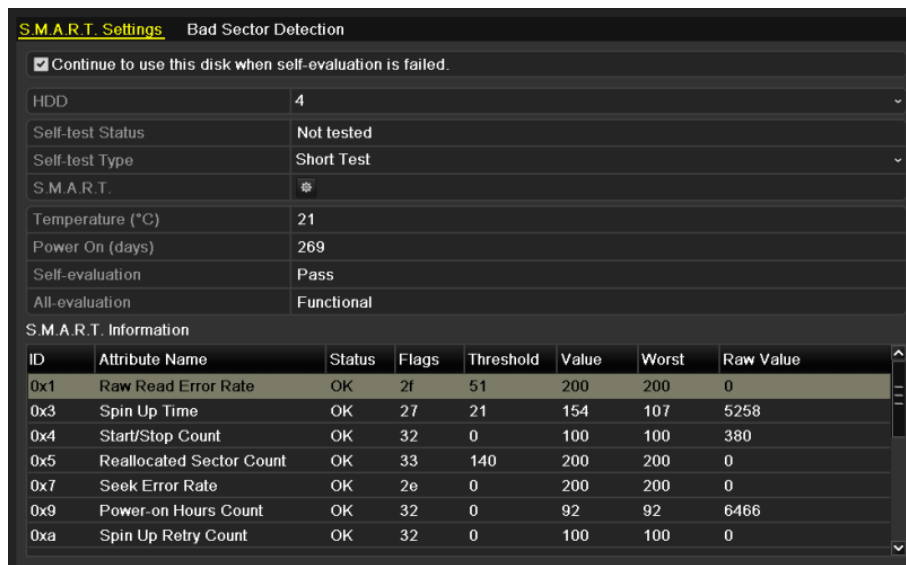 S.M.A.R.T. Settings Bad Sector Detection
Continue to use this disk when self-evaluation is failed.
HDD 4
Self-test Status Not tested
Self-test Type Short Test
S.M.A.R.T.
Temperature (°C) 21
Power On (days) 269
Self-evaluation Pass
All-evaluation Functional
S.M.A.R.T. Information
ID Attribute Name Status Flags Threshold Value Worst Raw Value
0x1 Raw Read Error Rate OK 2f 51 200 200 0
0x3 Spin Up Time OK 27 21 154 107 5258
0x4 Start/Stop Count OK 32 0 100 100 380
0x5 Reallocated Sector Count OK 33 140 200 200 0
0x7 Seek Error Rate OK 2e 0 200 200 0
0x9 Power-on Hours Count OK 32 0 92 92 6466
0xa Spin Up Retry Count OK 32 0 100 100 0